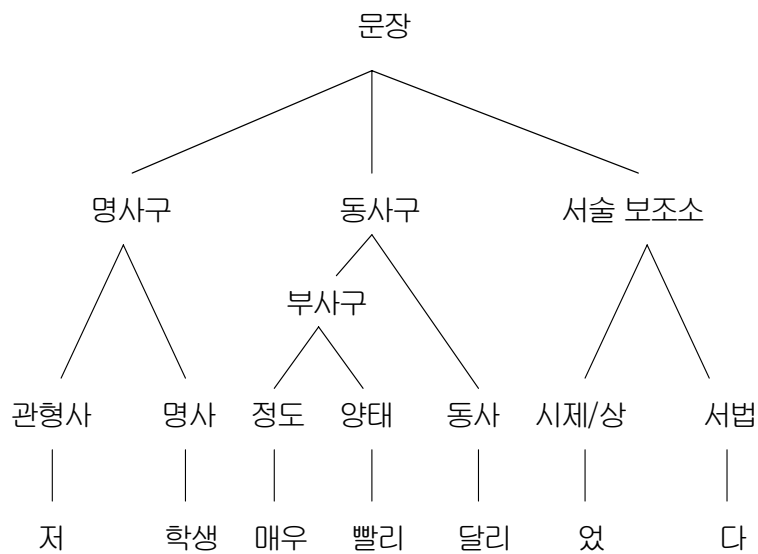 문장
명사구 동사구 서술 보조소
부사구
관형사 명사 정도 양태 동사 시제/상 서법
저 학생 매우 빨리 달리 었 다